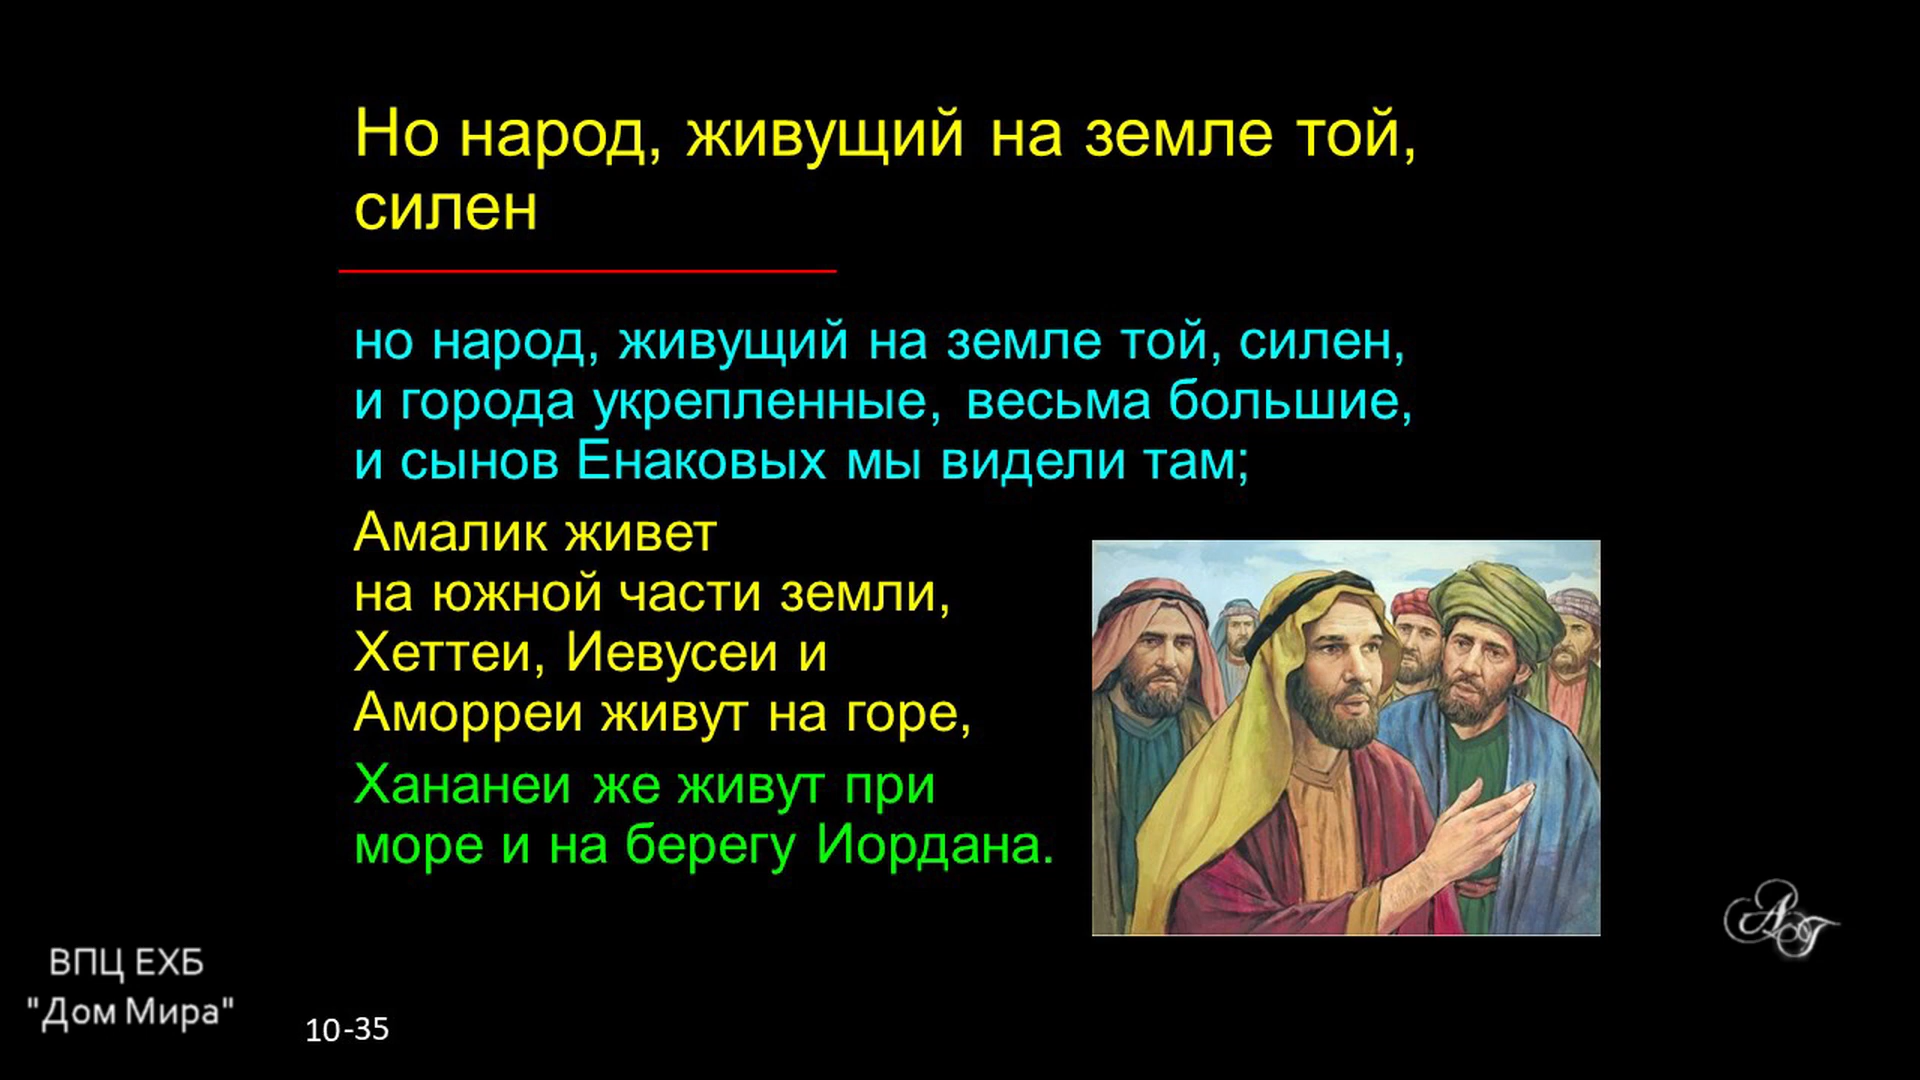 Но народ, живущий на земле той,
силен
но народ, живущий на земле той, силен,
и города укрепленные, весьма большие,
и сынов Енаковых мы видели там;
Амалик живет
на южной части земли,
Хеттеи, Иевусеи и
Аморреи живут на горе,
Хананеи же живут при
море и на берегу Иордана.
ВПЦ ЕХБ
"Дом Мира"
10-35